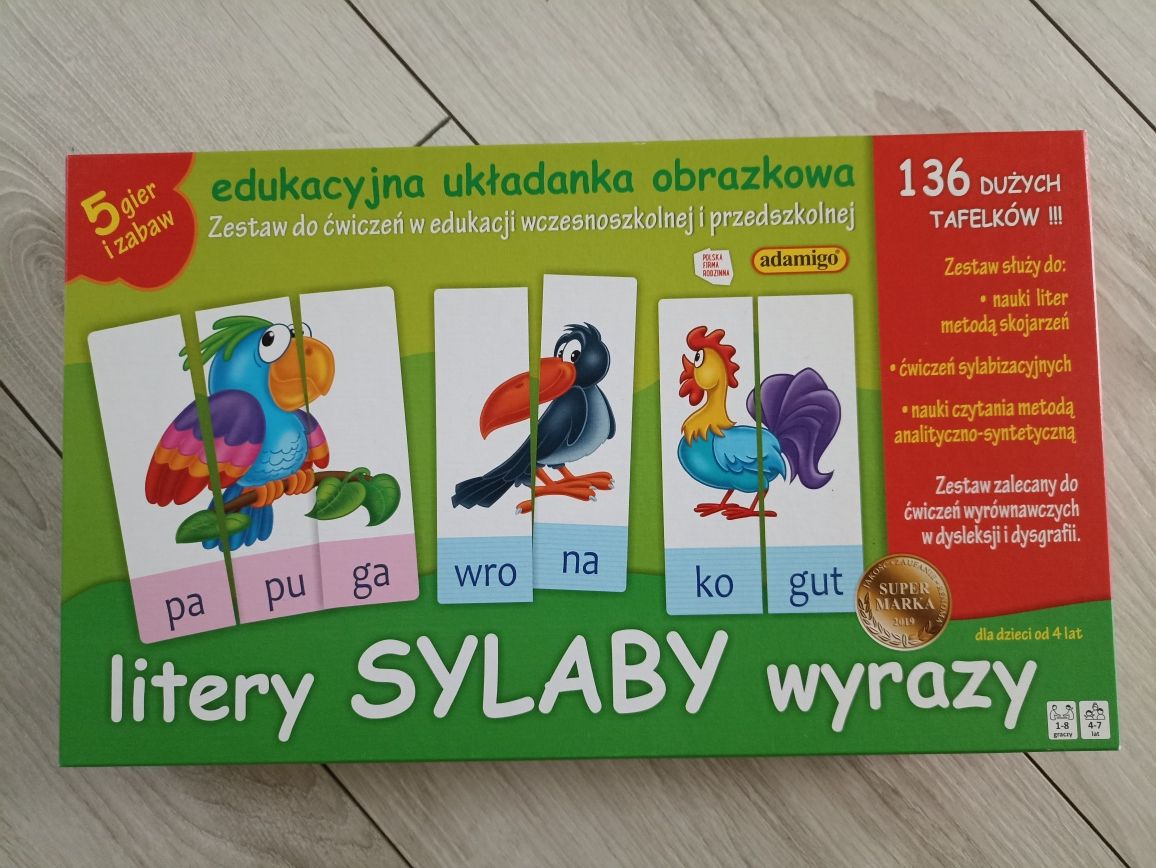 5 gier
i zabaw
edukacyjna układanka obrazkowa
Zestaw do ćwiczeń w edukacji wczesnoszkolnej i przedszkolnej
POLSKA
FIRMA
RODZINNA
adamigo
136 DUŻYCH
TAFELKÓW !!!
Zestaw służy do:
• nauki liter
metodą skojarzeń
• ćwiczeń sylabizacyjnych
• nauki czytania metodą
analityczno-syntetyczną
Zestaw zalecany do
ćwiczeń wyrównawczych
w dysleksji i dysgrafii.
pa pu ga
wro na
ko gut
JAKOŚĆ • ZAUFANIE • RENOMA
SUPER
MARKA
2019
dla dzieci od 4 lat
litery SYLABY wyrazy
1-8
graczy
4-7
lat